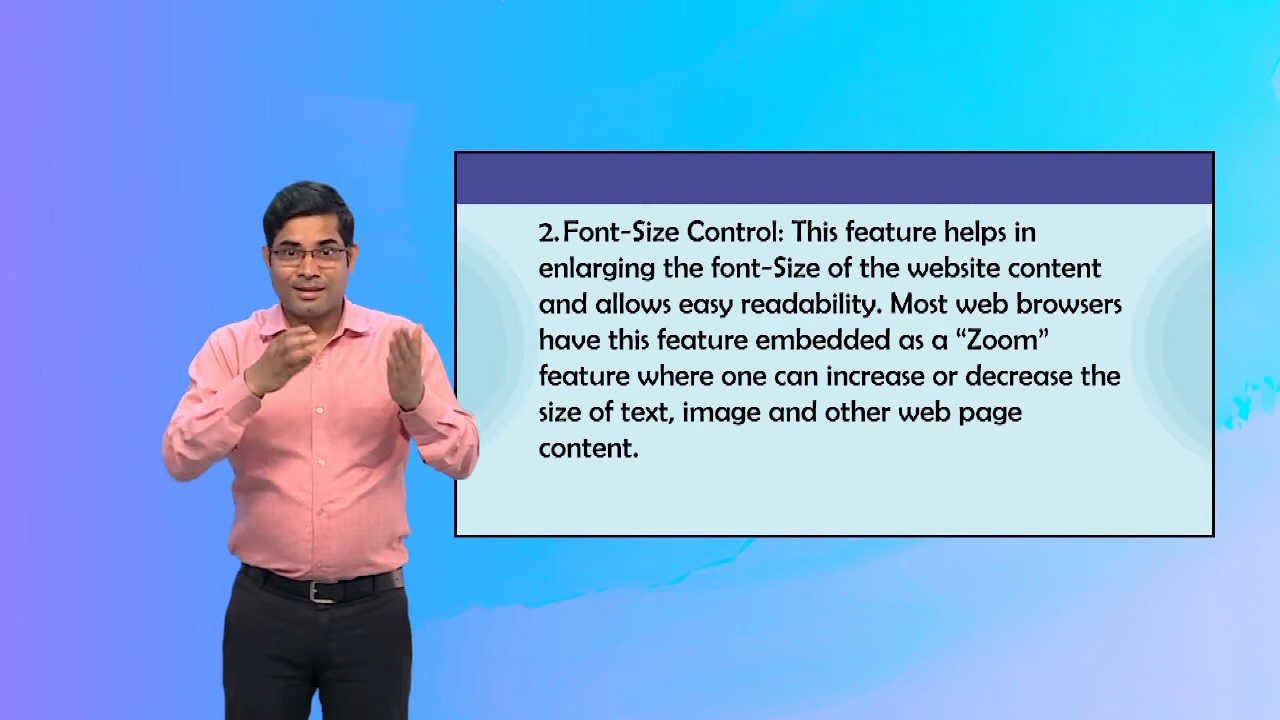 2. Font-Size Control: This feature helps in
enlarging the font-Size of the website content
and allows easy readability. Most web browsers
have this feature embedded as a “Zoom”
feature where one can increase or decrease the
size of text, image and other web page
content.